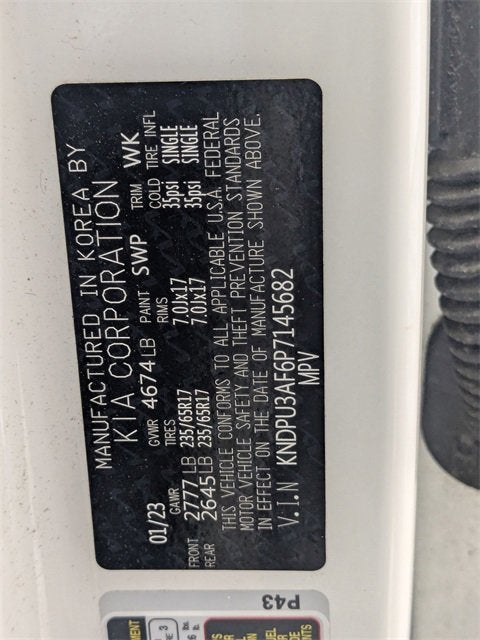 MANUFACTURED IN KOREA BY
KIA CORPORATION
01/23 GVWR 4674LB PAINT SWP TRIM WK
GAWR TIRES RIMS COLD TIRE INFL
FRONT 2777LB 235/65R17 7.0Jx17 35psi SINGLE
REAR 2645LB 235/65R17 7.0Jx17 35psi SINGLE
THIS VEHICLE CONFORMS TO ALL APPLICABLE U.S.A. FEDERAL
MOTOR VEHICLE SAFETY AND THEFT PREVENTION STANDARDS
IN EFFECT ON THE DATE OF MANUFACTURE SHOWN ABOVE.
V.I.N KNDPU3AF6P7145682
MPV
P43